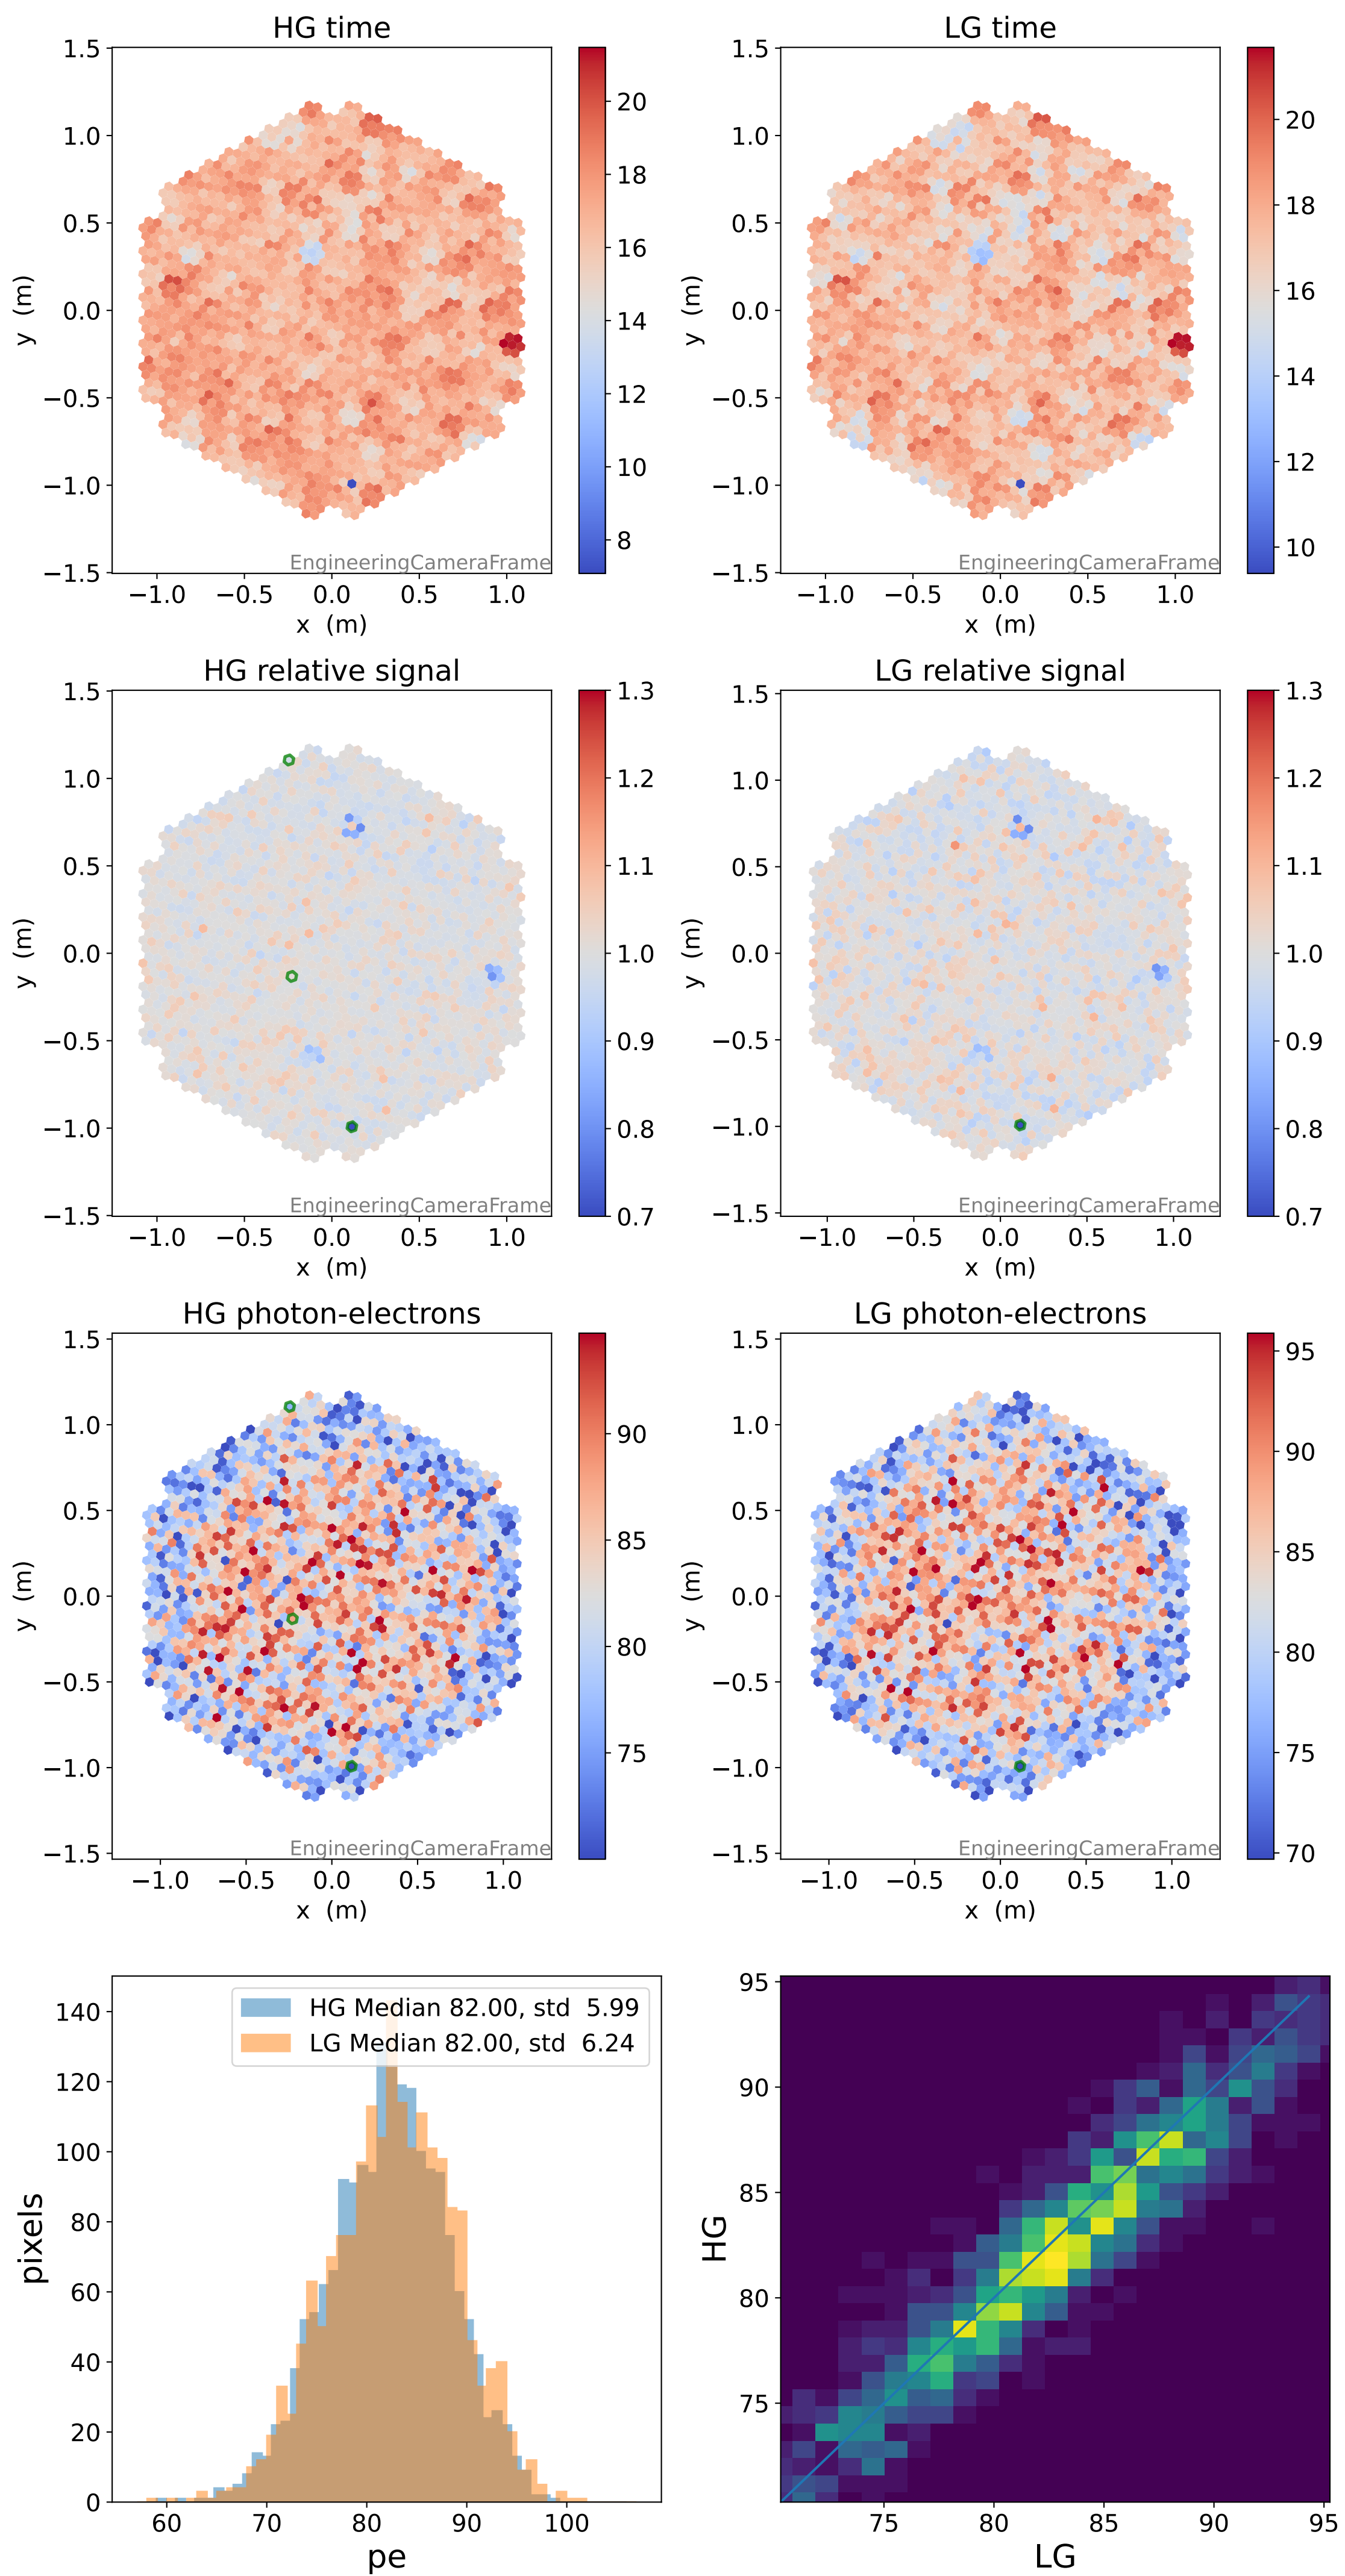 HG time
LG time
1.5
1.0
0.5
0.0
−0.5
−1.0
−1.5
y (m)
−1.0 −0.5 0.0 0.5 1.0
x (m)
EngineeringCameraFrame
20
18
16
14
12
10
8
1.5
1.0
0.5
0.0
−0.5
−1.0
−1.5
y (m)
−1.0 −0.5 0.0 0.5 1.0
x (m)
EngineeringCameraFrame
20
18
16
14
12
10
HG relative signal
LG relative signal
1.5
1.0
0.5
0.0
−0.5
−1.0
−1.5
y (m)
−1.0 −0.5 0.0 0.5 1.0
x (m)
EngineeringCameraFrame
1.3
1.2
1.1
1.0
0.9
0.8
0.7
1.5
1.0
0.5
0.0
−0.5
−1.0
−1.5
y (m)
−1.0 −0.5 0.0 0.5 1.0
x (m)
EngineeringCameraFrame
1.3
1.2
1.1
1.0
0.9
0.8
0.7
HG photon-electrons
LG photon-electrons
1.5
1.0
0.5
0.0
−0.5
−1.0
−1.5
y (m)
−1.0 −0.5 0.0 0.5 1.0
x (m)
EngineeringCameraFrame
90
85
80
75
1.5
1.0
0.5
0.0
−0.5
−1.0
−1.5
y (m)
−1.0 −0.5 0.0 0.5 1.0
x (m)
EngineeringCameraFrame
95
90
85
80
75
70
HG Median 82.00, std 5.99
LG Median 82.00, std 6.24
140
120
100
80
60
40
20
0
pixels
60 70 80 90 100
pe
95
90
85
80
75
HG
75 80 85 90 95
LG